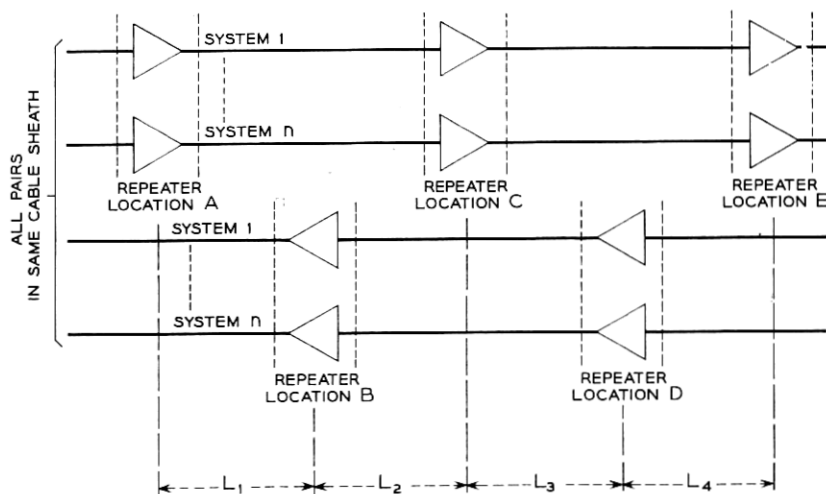 ALL PAIRS
IN SAME CABLE SHEATH
SYSTEM 1
SYSTEM n
REPEATER
LOCATION A
REPEATER
LOCATION C
REPEATER
LOCATION E
SYSTEM 1
SYSTEM n
REPEATER
LOCATION B
REPEATER
LOCATION D
L1
L2
L3
L4